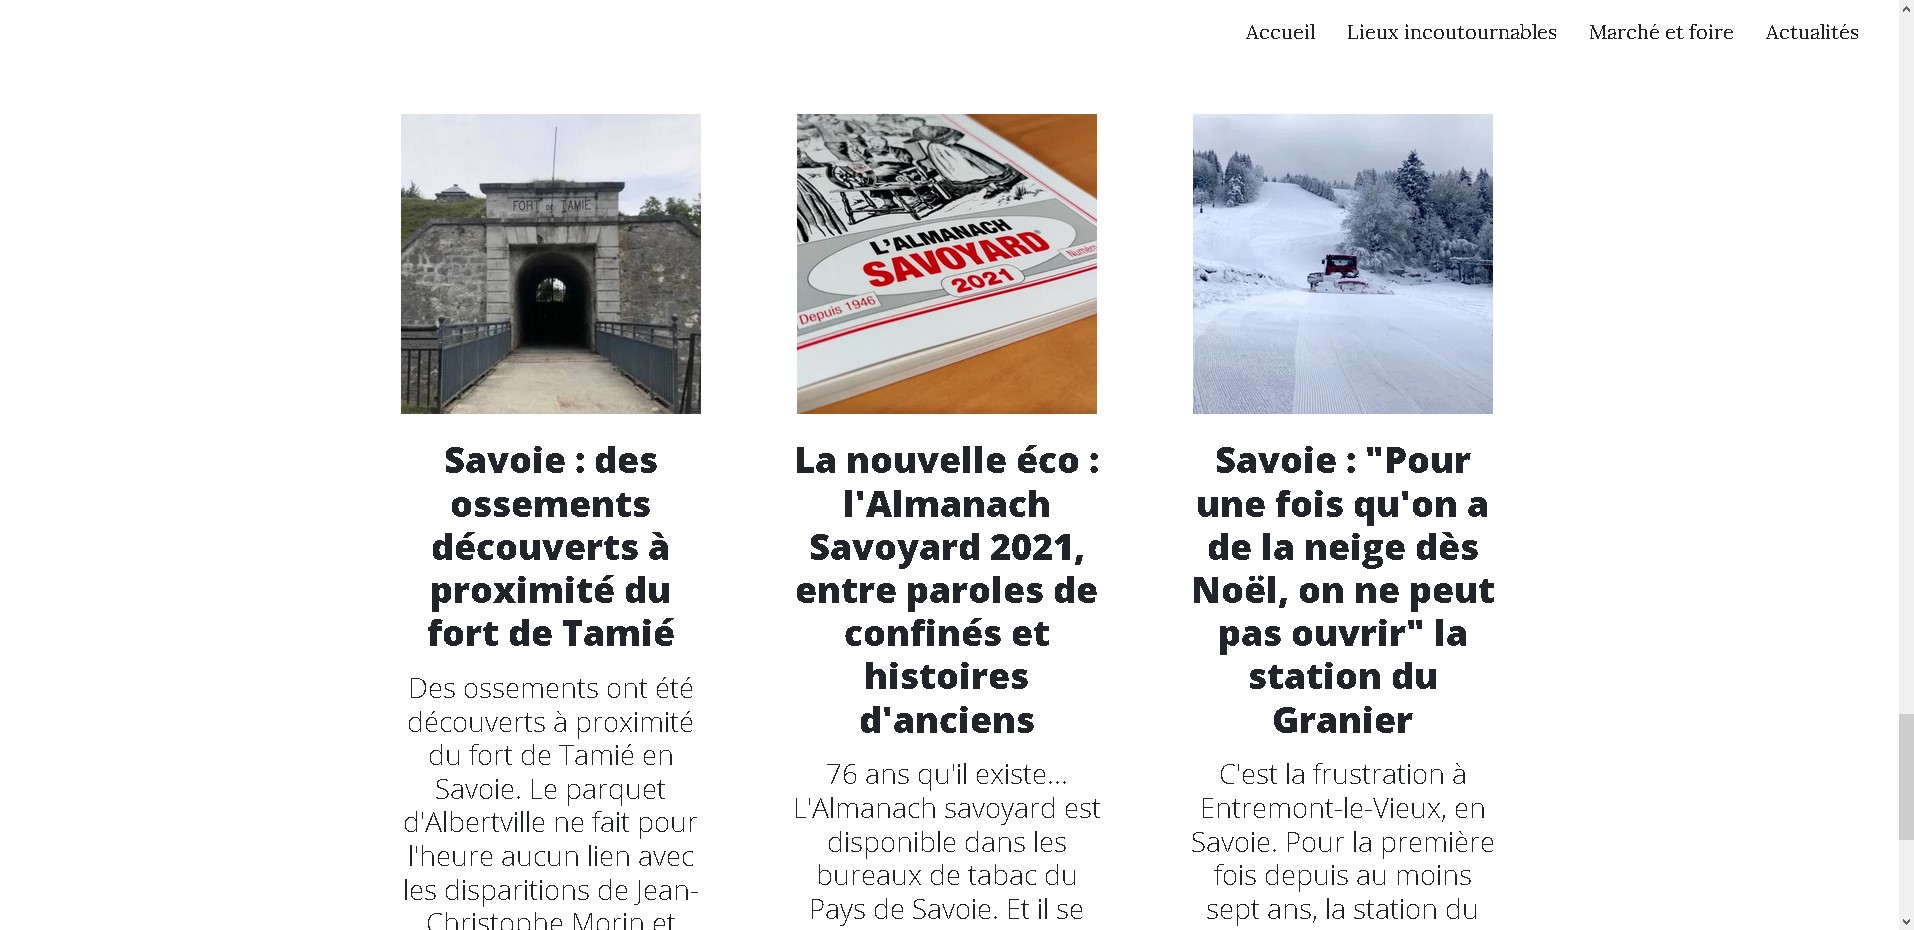 Accueil Lieux incoutournables Marché et foire Actualités
FORT DE TAMIÉ
L'ALMANACH
SAVOYARD
2021
Depuis 1946
Savoie : des
ossements
découverts à
proximité du
fort de Tamié
Des ossements ont été
découverts à proximité
du fort de Tamié en
Savoie. Le parquet
d'Albertville ne fait pour
l'heure aucun lien avec
les disparitions de Jean-
Christophe Morin et
La nouvelle éco :
l'Almanach
Savoyard 2021,
entre paroles de
confinés et
histoires
d'anciens
76 ans qu'il existe...
L'Almanach savoyard est
disponible dans les
bureaux de tabac du
Pays de Savoie. Et il se
Savoie : "Pour
une fois qu'on a
de la neige dès
Noël, on ne peut
pas ouvrir" la
station du
Granier
C'est la frustration à
Entremont-le-Vieux, en
Savoie. Pour la première
fois depuis au moins
sept ans, la station du